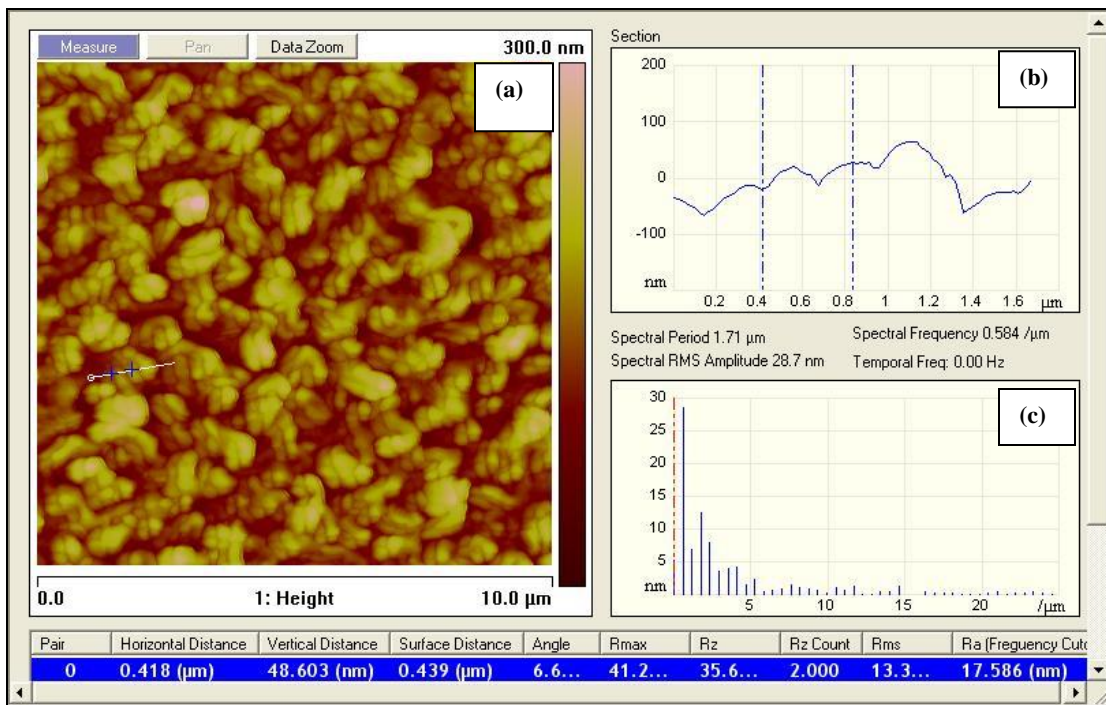 Measure Pan Data Zoom 300.0 nm
(a)
0.0 1: Height 10.0 µm
Section
200
100
0
-100
nm
0.2 0.4 0.6 0.8 1 1.2 1.4 1.6 µm
(b)
Spectral Period 1.71 µm Spectral Frequency 0.584 /µm
Spectral RMS Amplitude 28.7 nm Temporal Freq: 0.00 Hz
30
25
20
15
10
5
nm
5 10 15 20 /µm
(c)
Pair Horizontal Distance Vertical Distance Surface Distance Angle Rmax Rz Rz Count Rms Ra (Freguency Cuto
0 0.418 (µm) 48.603 (nm) 0.439 (µm) 6.6... 41.2... 35.6... 2.000 13.3... 17.586 (nm)